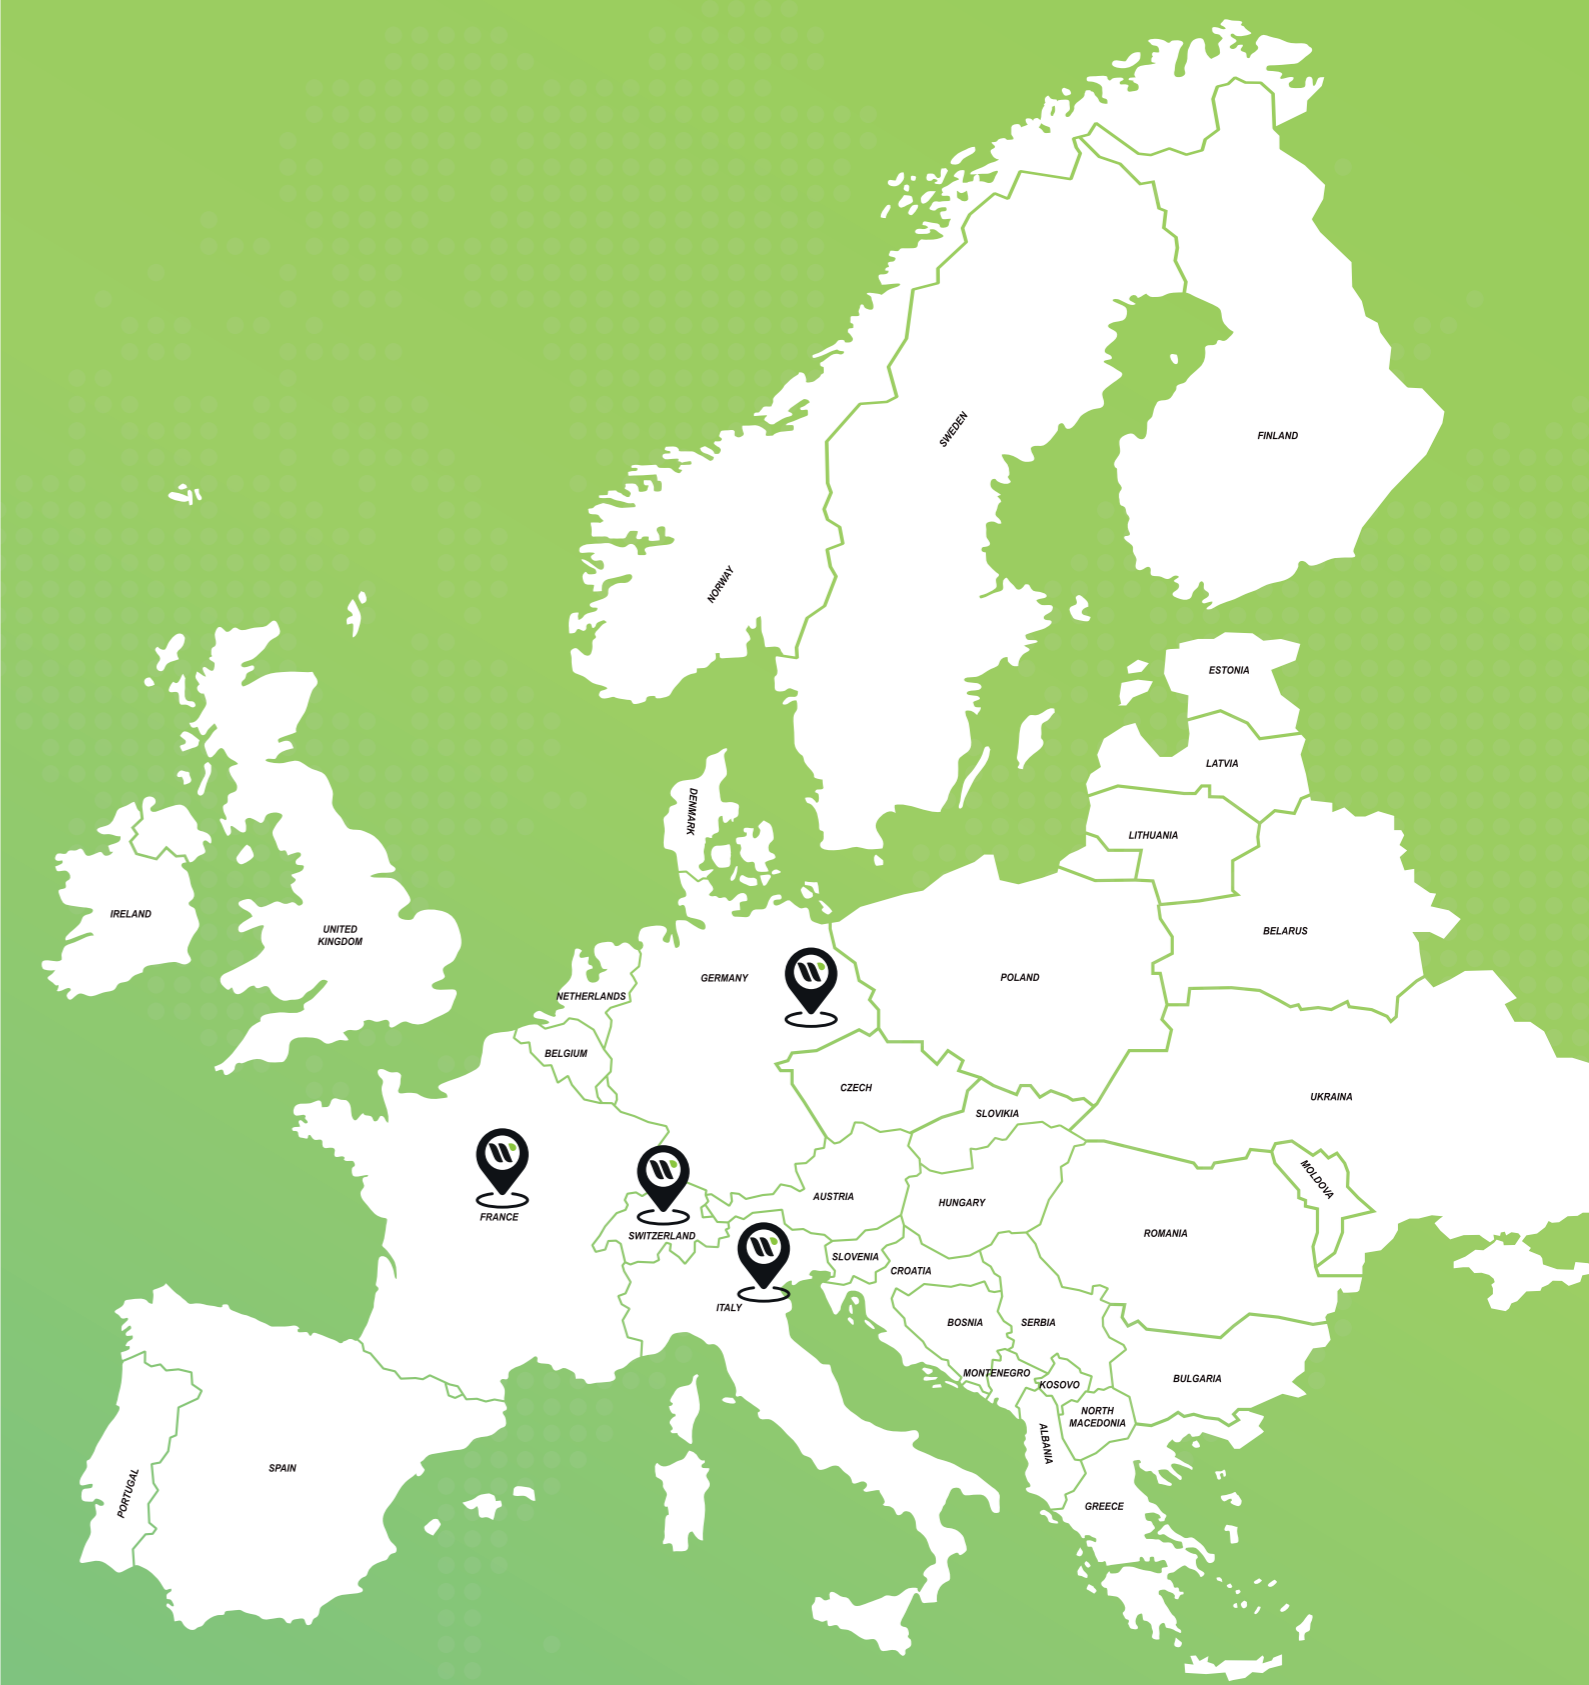 SWEDEN
FINLAND
NORWAY
ESTONIA
LATVIA
DENMARK
LITHUANIA
IRELAND
UNITED
KINGDOM
BELARUS
GERMANY
POLAND
NETHERLANDS
BELGIUM
CZECH
UKRAINA
SLOVIKIA
MOLDOVA
AUSTRIA
HUNGARY
FRANCE
SWITZERLAND
ROMANIA
SLOVENIA
CROATIA
ITALY
BOSNIA
SERBIA
MONTENEGRO
KOSOVO
BULGARIA
NORTH
MACEDONIA
ALBANIA
SPAIN
PORTUGAL
GREECE